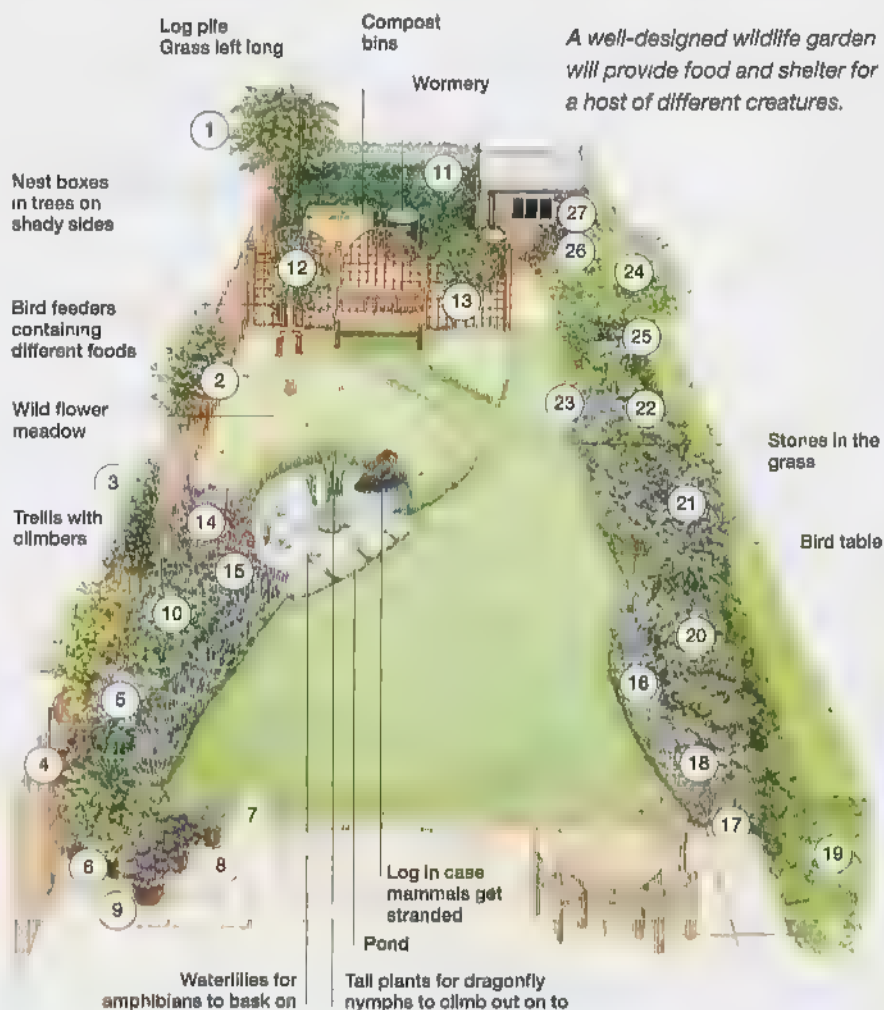 Log pile
Grass left long
Compost
bins
Wormery
A well-designed wildlife garden
will provide food and shelter for
a host of different creatures.
1
Nest boxes
in trees on
shady sides
11
27
26
12
24
13
Bird feeders
containing
different foods
25
2
23
22
Wild flower
meadow
Stones in the
grass
3
21
14
Trellis with
climbers
Bird table
15
10
20
16
5
4
18
7
17
6
8
19
9
Log in case
mammals get
stranded
Pond
Waterlilies for
amphibians to bask on
Tall plants for dragonfly
nymphs to climb out on to